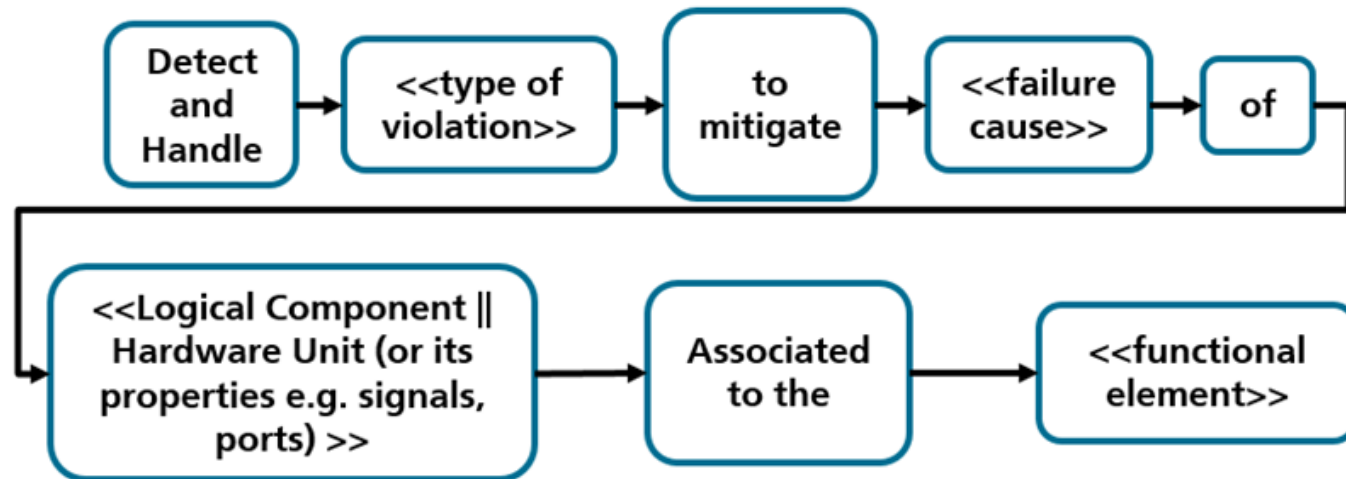 Detect
and
Handle
<<type of
violation>>
to
mitigate
<<failure
cause>>
of
<<Logical Component ||
Hardware Unit (or its
properties e.g. signals,
ports) >>
Associated
to the
<<functional
element>>